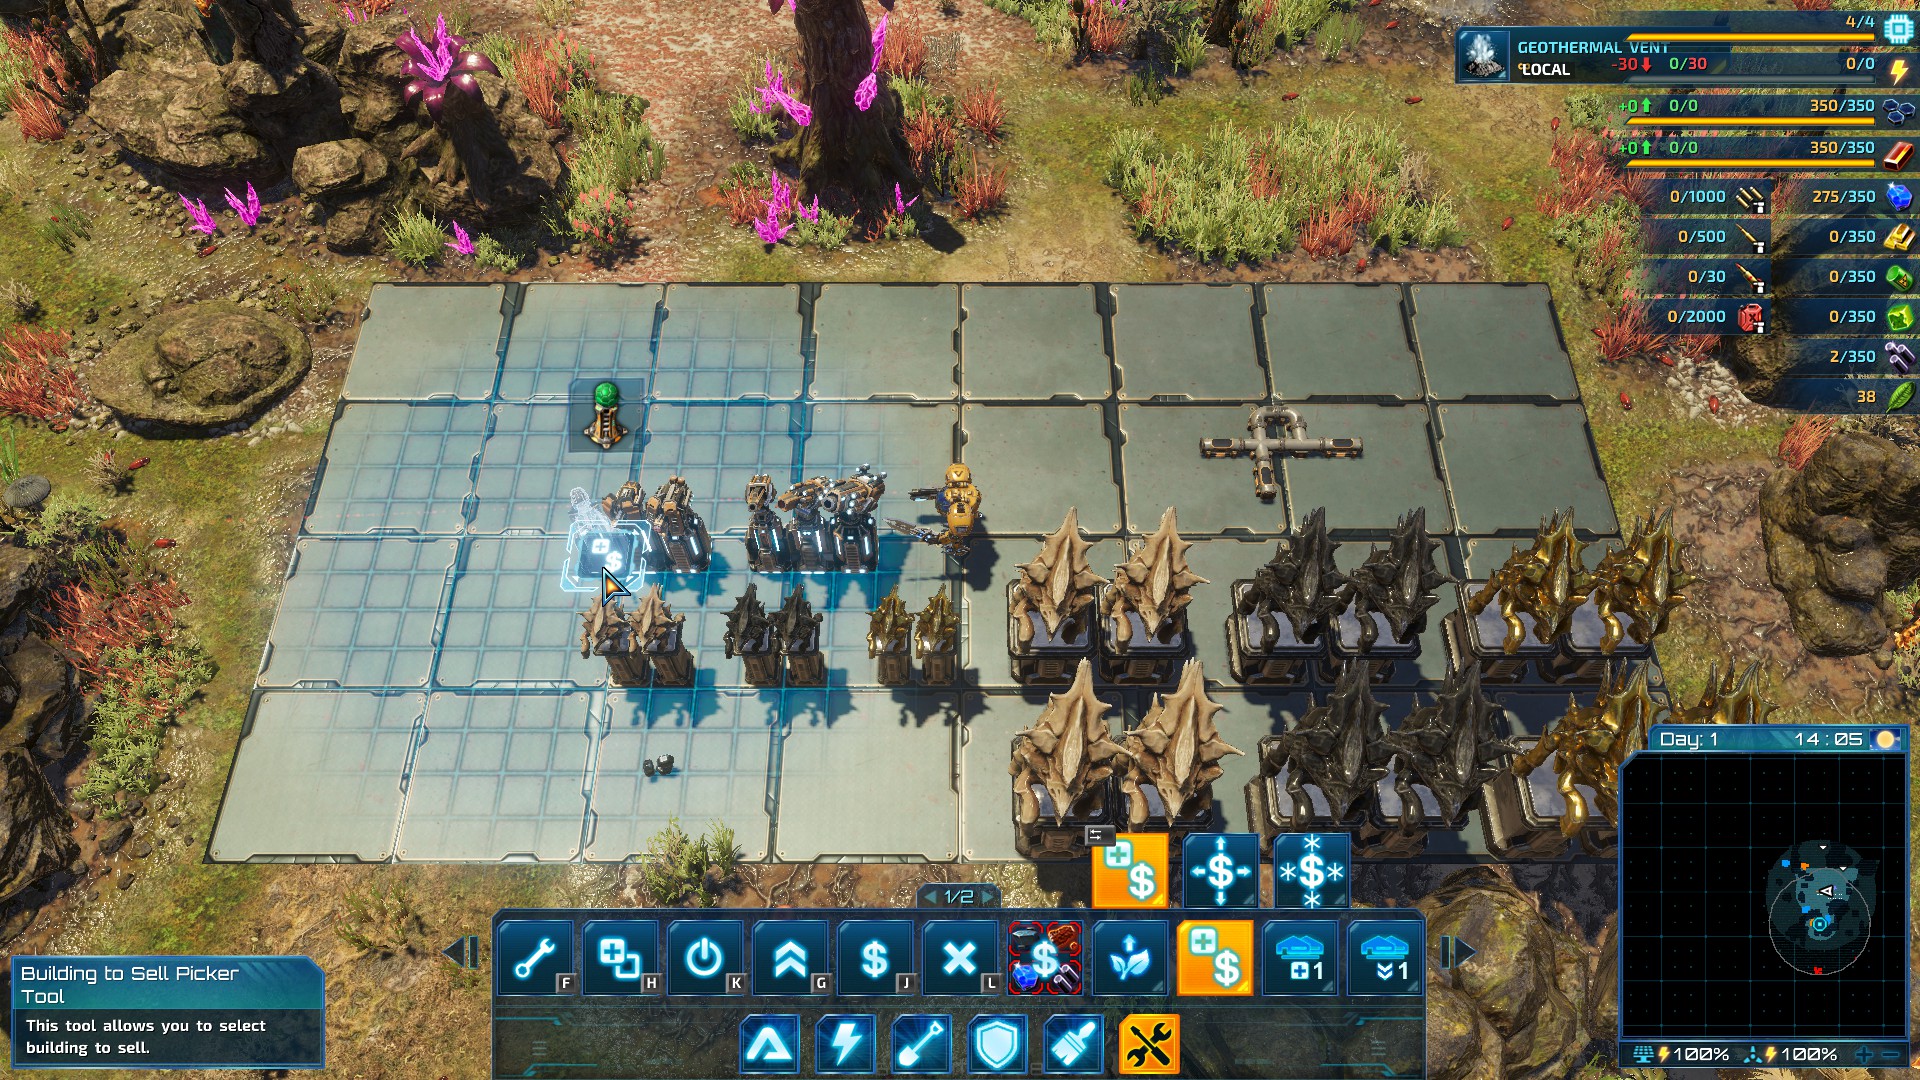 4/4
GEOTHERMAL VENT
LOCAL
-30 0/30
0/0
+0 0/0
350/350
+0 0/0
350/350
0/1000
275/350
0/500
0/350
0/30
0/350
0/2000
0/350
2/350
38
Day: 1
14:05
1/2
F
H
K
G
J
L
1
1
Building to Sell Picker
Tool
This tool allows you to select
building to sell.
100%
100%